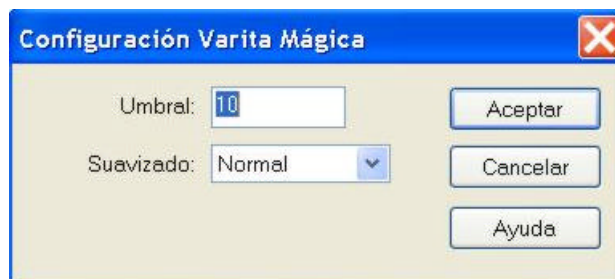 Configuración Varita Mágica
Umbral: 10 Aceptar
Suavizado: Normal Cancelar
Ayuda